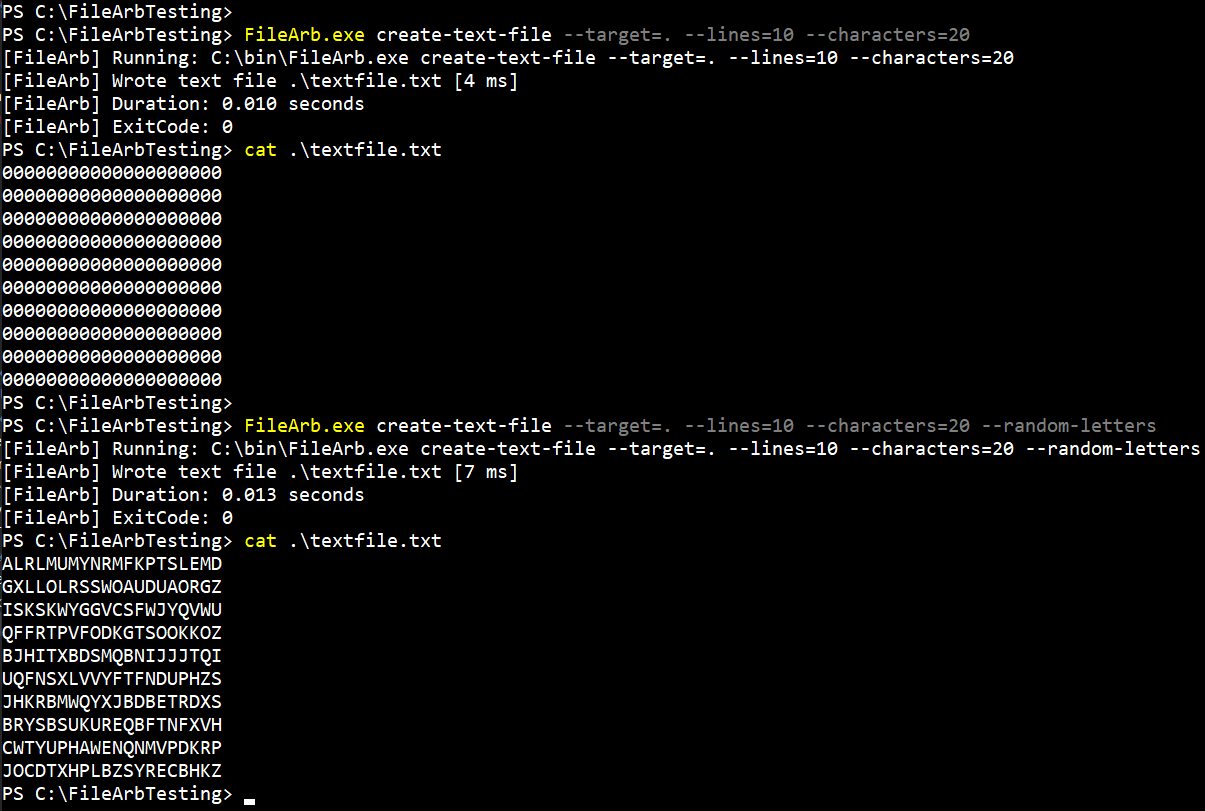 PS C:\FileArbTesting>
PS C:\FileArbTesting> FileArb.exe create-text-file --target=. --lines=10 --characters=20
[FileArb] Running: C:\bin\FileArb.exe create-text-file --target=. --lines=10 --characters=20
[FileArb] Wrote text file .\textfile.txt [4 ms]
[FileArb] Duration: 0.010 seconds
[FileArb] ExitCode: 0
PS C:\FileArbTesting> cat .\textfile.txt
00000000000000000000
00000000000000000000
00000000000000000000
00000000000000000000
00000000000000000000
00000000000000000000
00000000000000000000
00000000000000000000
00000000000000000000
00000000000000000000
PS C:\FileArbTesting>
PS C:\FileArbTesting> FileArb.exe create-text-file --target=. --lines=10 --characters=20 --random-letters
[FileArb] Running: C:\bin\FileArb.exe create-text-file --target=. --lines=10 --characters=20 --random-letters
[FileArb] Wrote text file .\textfile.txt [7 ms]
[FileArb] Duration: 0.013 seconds
[FileArb] ExitCode: 0
PS C:\FileArbTesting> cat .\textfile.txt
ALRLMUMYNRMFKPTSLEMD
GXLLOLRSSWOAUDUAORGZ
ISKSKWYGGVCSFWJYQVWU
QFFRTPVFODKGTSOOKKOZ
BJHITXBDSMQBNIJJJTQI
UQFNSXLVVYFTFNDUPHZS
JHKRBMWQYXJBDBETRDXS
BRYSBSUKUREQBFTNFXVH
CWTYUPHAWENQNMVPDKRP
JOCDTXHPLBZSYRECBHKZ
PS C:\FileArbTesting>